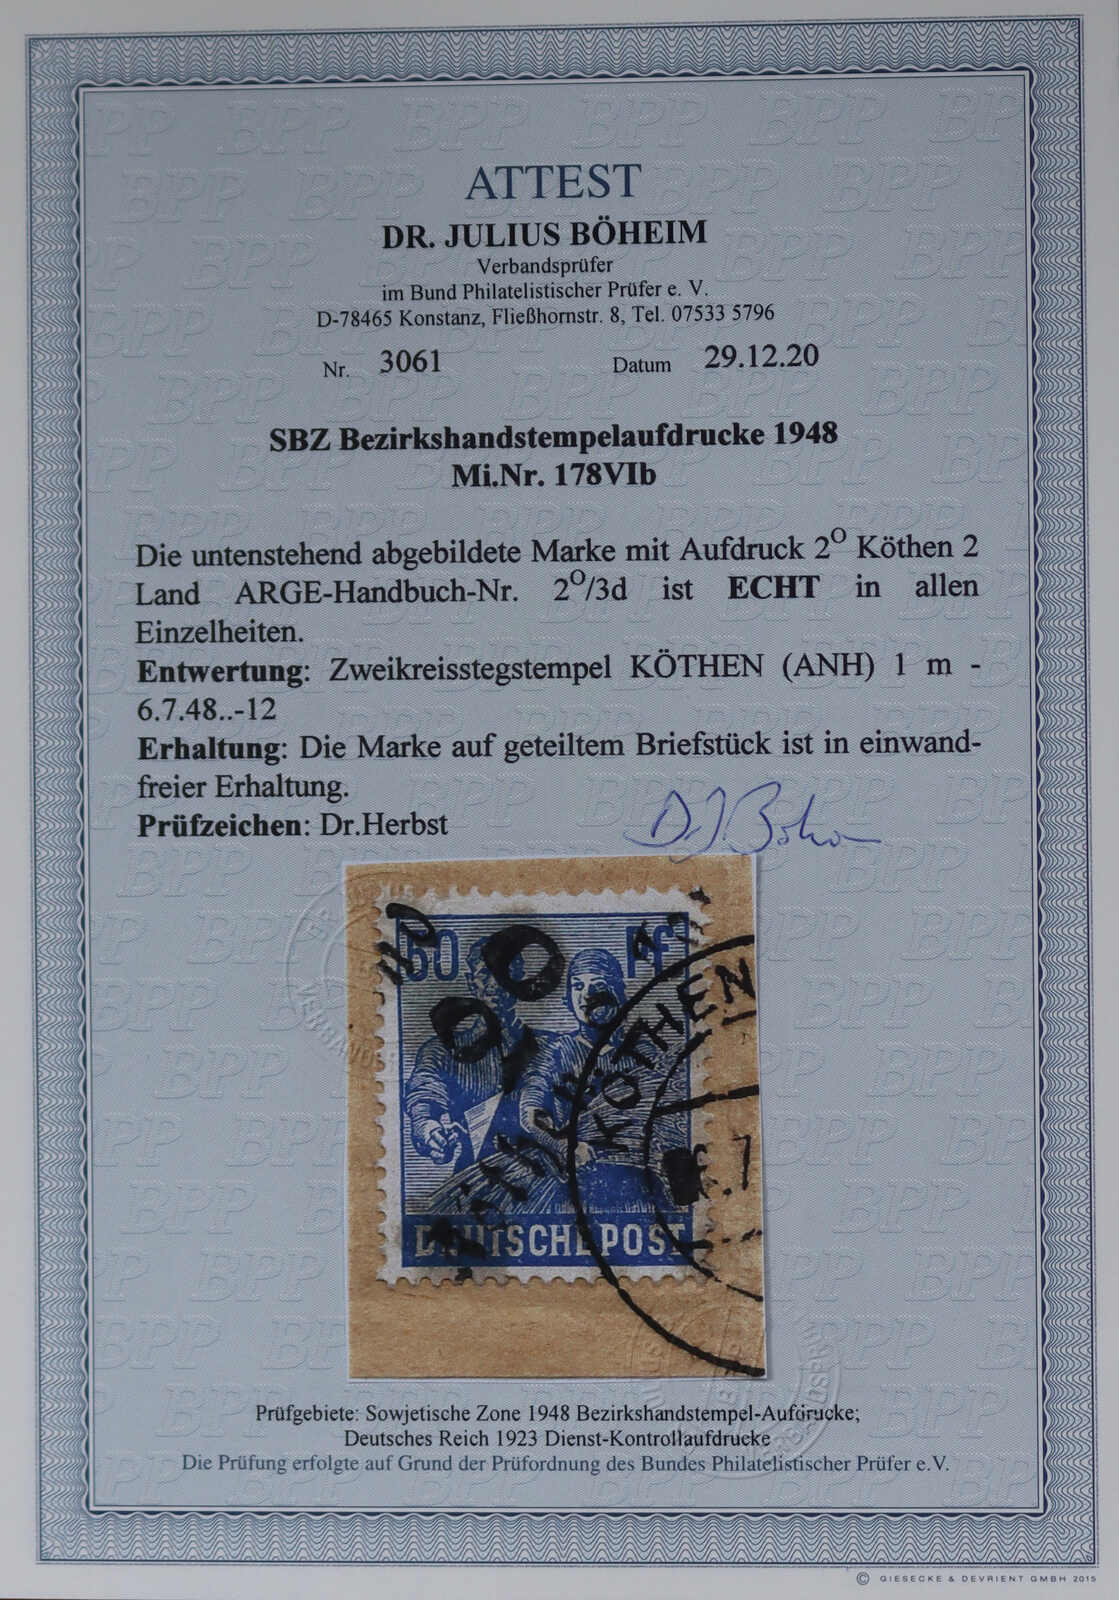 ATTEST
DR. JULIUS BÖHEIM
Verbandsprüfer
im Bund Philatelistischer Prüfer e. V.
D-78465 Konstanz, Fließhornstr. 8, Tel. 07533 5796
Nr. 3061 Datum 29.12.20
SBZ Bezirkshandstempelaufdrucke 1948
Mi.Nr. 178VIb
Die untenstehend abgebildete Marke mit Aufdruck 2⁰ Köthen 2
Land ARGE-Handbuch-Nr. 2⁰/3d ist ECHT in allen
Einzelheiten.
Entwertung: Zweikreisstegstempel KÖTHEN (ANH) 1 m -
6.7.48..-12
Erhaltung: Die Marke auf geteiltem Briefstück ist in einwand-
freier Erhaltung.
Prüfzeichen: Dr.Herbst
50 Pf
KÖTHEN
DEUTSCHE POST
Prüfgebiete: Sowjetische Zone 1948 Bezirkshandstempel-Aufdrucke;
Deutsches Reich 1923 Dienst-Kontrollaufdrucke
Die Prüfung erfolgte auf Grund der Prüfordnung des Bundes Philatelistischer Prüfer e.V.
© GIESECKE & DEVRIENT GMBH 2015